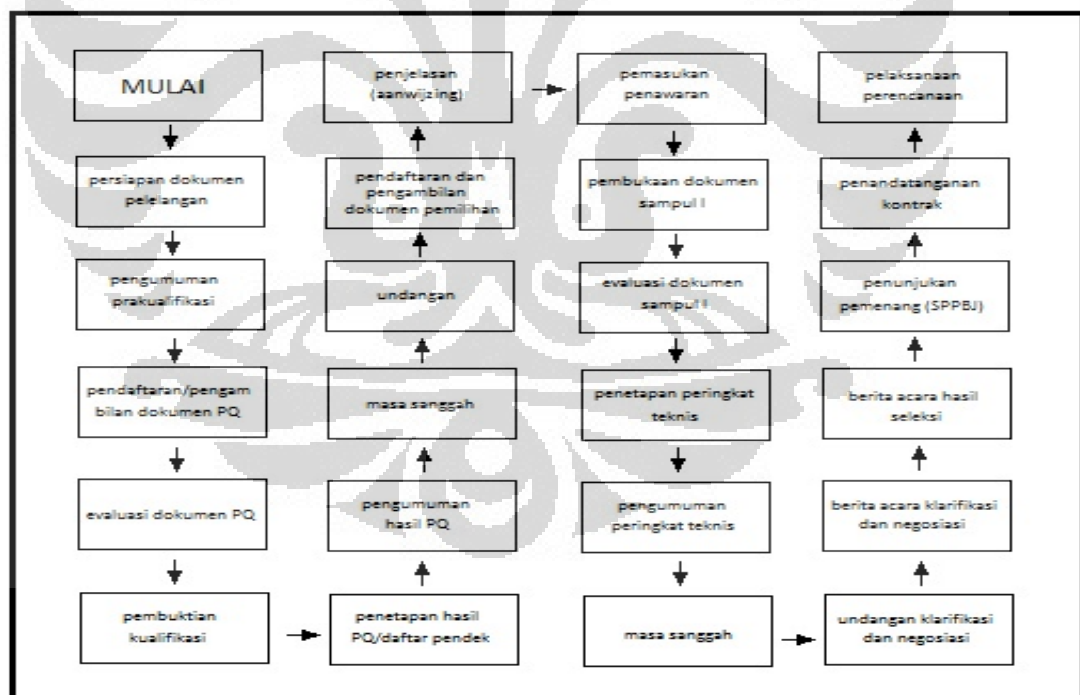 MULAI
persiapan dokumen
pelelangan
pengumuman
prakualifikasi
pendaftaran/pengam
bilan dokumen PQ
evaluasi dokumen PQ
pembuktian
kualifikasi
penetapan hasil
PQ/daftar pendek
pengumuman
hasil PQ
masa sanggah
undangan
pendaftaran dan
pengambilan
dokumen pemilihan
penjelasan
(aanwijzing)
pemasukan
penawaran
pembukaan dokumen
sampul I
evaluasi dokumen
sampul I
penetapan peringkat
teknis
pengumuman
peringkat teknis
masa sanggah
undangan klarifikasi
dan negosiasi
berita acara klarifikasi
dan negosiasi
berita acara hasil
seleksi
penunjukan
pemenang (SPPBJ)
penandatanganan
kontrak
pelaksanaan
perencanaan